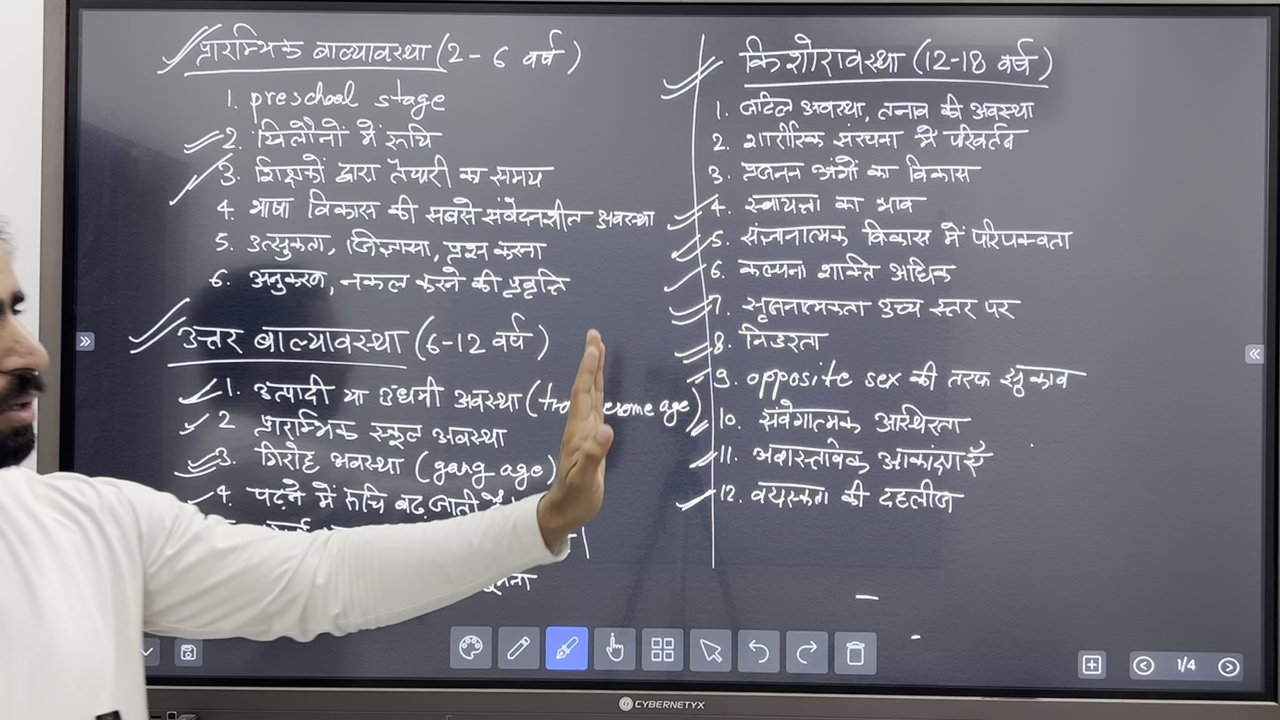 प्रारम्भिक बाल्यावस्था (2-6 वर्ष)
1. preschool stage
2. खिलौनों में रूचि
3. शिक्षकों द्वारा तैयारी का समय
4. भाषा विकास की सबसे संवेदनशील अवस्था
5. उत्सुकता, जिज्ञासा, प्रश्न करना
6. अनुकरण, नकल करने की प्रवृत्ति
उत्तर बाल्यावस्था (6-12 वर्ष)
1. उत्पादी या उधमी अवस्था (age)
2 प्रारम्भिक स्कूल अवस्था
3. गिरोह अवस्था (gang age)
4. पढ़ने में रूचि बढ़ जाती
किशोरावस्था (12-18 वर्ष)
1. जटिल अवस्था, तनाव की अवस्था
2. शारीरिक संरचना में परिवर्तन
3. प्रजनन अंगों का विकास
4. स्वायत्ता का भाव
5. संज्ञानात्मक विकास में परिपक्वता
6. कल्पना शक्ति अधिक
7. सृजनात्मकता उच्च स्तर पर
8. निडरता
9. opposite sex की तरफ झुकाव
10. संवेगात्मक अस्थिरता
11. अवास्तविक आकांक्षाएँ
12. वयस्कता की दहलीज
1/4
CYBERNETYX